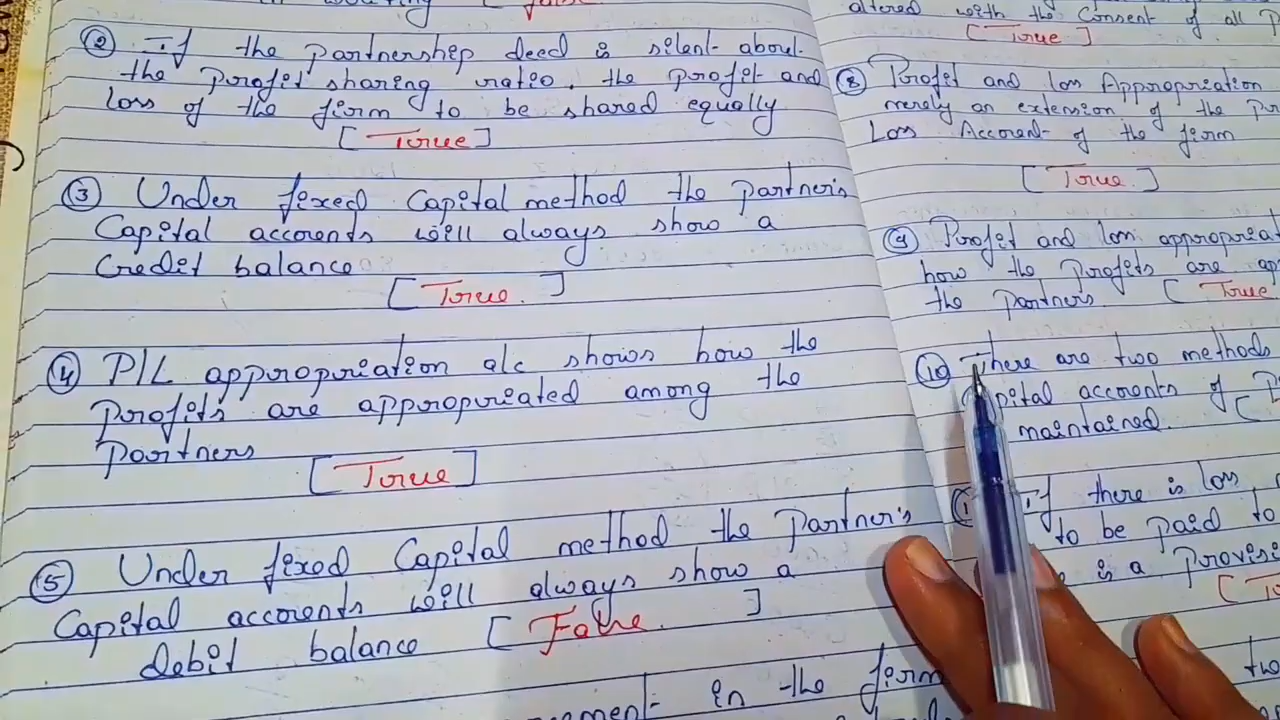 [ false
② If the partnership deed is silent about
the profit sharing ratio. the profit and
loss of the firm to be shared equally
[ True ]
③ Under fixed Capital method the partner's
Capital accounts will always show a
credit balance
[ True. ]
④ P/L appropriation a/c shows how the
profits are appropriated among the
partners
[ True ]
⑤ Under fixed Capital method the partner's
Capital accounts will always show a
debit balance [ False. ]
in the firm
altered with the Consent of all
[ True ]
⑧ Profit and loss Appropriation
merely an extension of the
Loss Account of the firm
[ True. ]
⑨ Profit and loss
how the profits are
the partners [ True
⑩ There are two methods
accounts of
maintained. [
If there is loss,
to be paid to
is a
[